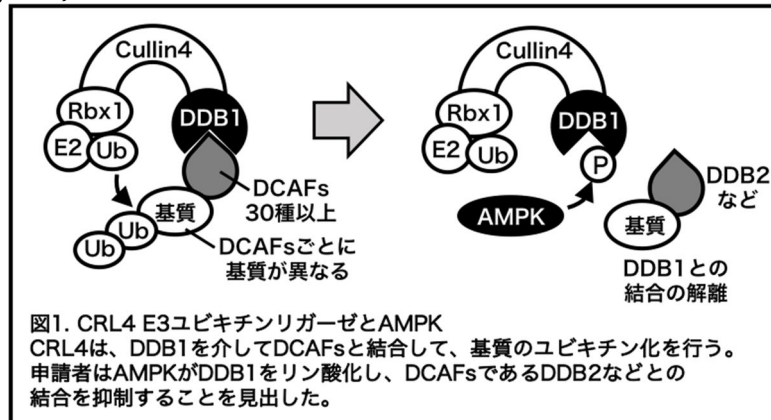 Cullin4
Rbx1
DDB1
E2
Ub
DCAFs
30種以上
基質
Ub
Ub
DCAFsごとに
基質が異なる
Cullin4
Rbx1
DDB1
E2
Ub
P
AMPK
DDB2
など
基質
DDB1との
結合の解離
図1. CRL4 E3ユビキチンリガーゼとAMPK
CRL4は、DDB1を介してDCAFsと結合して、基質のユビキチン化を行う。
申請者はAMPKがDDB1をリン酸化し、DCAFsであるDDB2などとの
結合を抑制することを見出した。